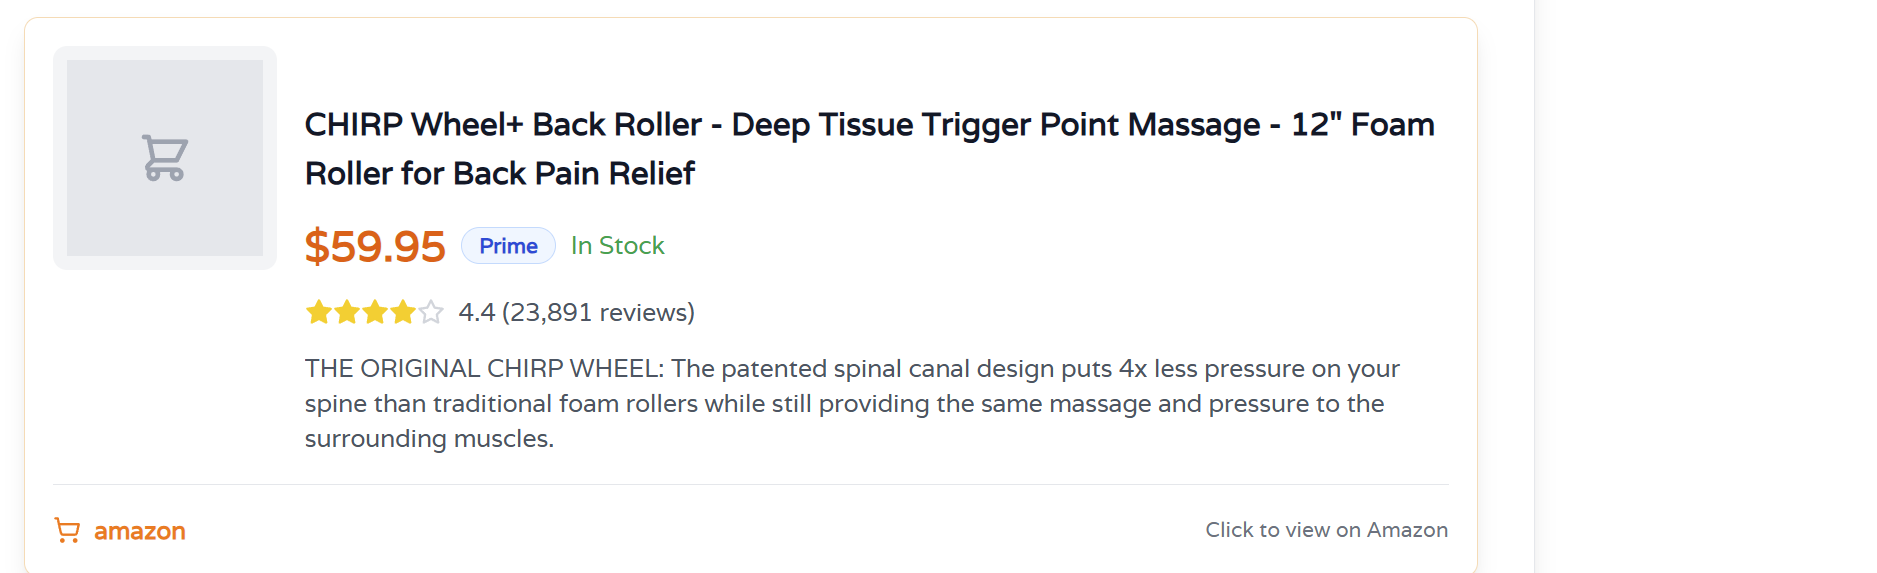 CHIRP Wheel+ Back Roller - Deep Tissue Trigger Point Massage - 12" Foam
Roller for Back Pain Relief
$59.95 Prime In Stock
4.4 (23,891 reviews)
THE ORIGINAL CHIRP WHEEL: The patented spinal canal design puts 4x less pressure on your
spine than traditional foam rollers while still providing the same massage and pressure to the
surrounding muscles.
amazon Click to view on Amazon